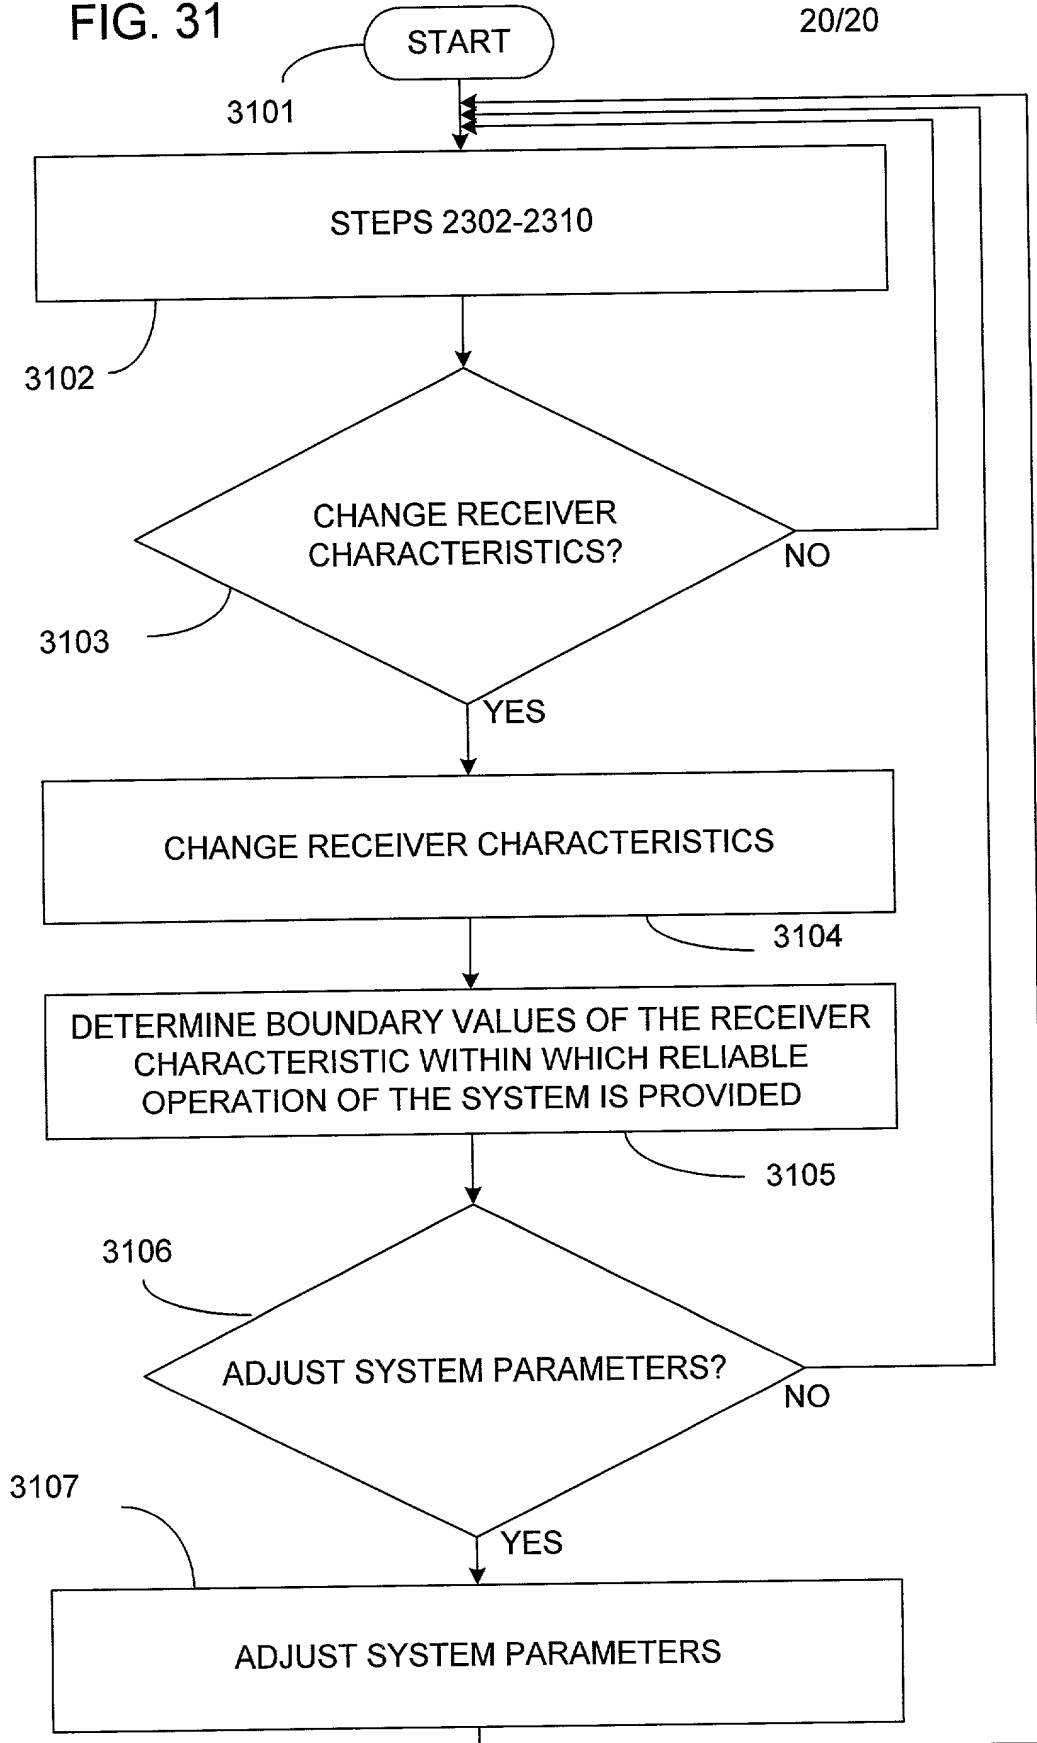 FIG. 31
20/20
START
3101
STEPS 2302-2310
3102
CHANGE RECEIVER
CHARACTERISTICS?
NO
3103
YES
CHANGE RECEIVER CHARACTERISTICS
3104
DETERMINE BOUNDARY VALUES OF THE RECEIVER
CHARACTERISTIC WITHIN WHICH RELIABLE
OPERATION OF THE SYSTEM IS PROVIDED
3105
3106
ADJUST SYSTEM PARAMETERS?
NO
3107
YES
ADJUST SYSTEM PARAMETERS